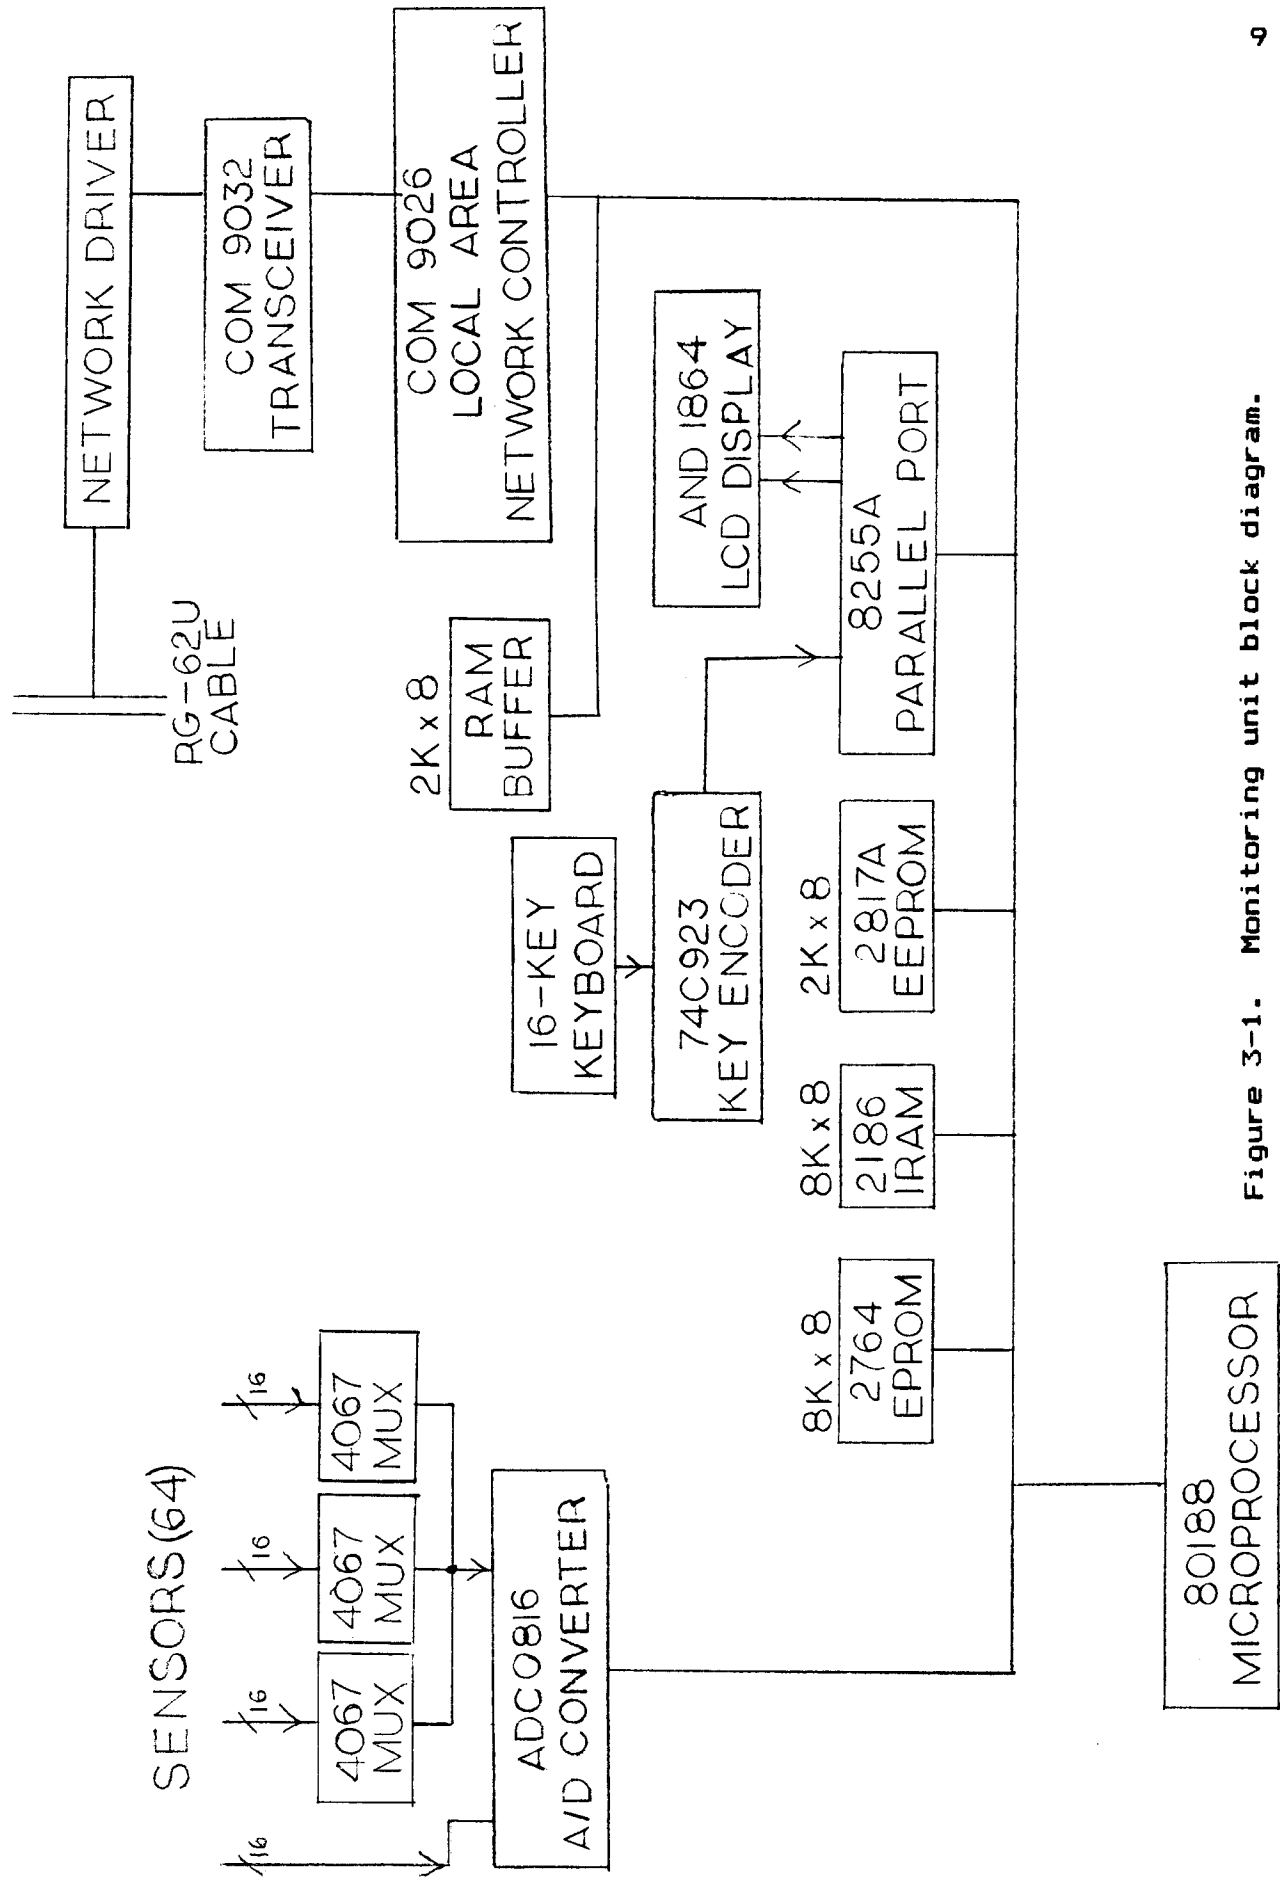 SENSORS(64)
16
16
16
16
4067
MUX
4067
MUX
4067
MUX
ADC0816
A/D CONVERTER
RG-62U
CABLE
NETWORK DRIVER
COM 9032
TRANSCEIVER
COM 9026
LOCAL AREA
NETWORK CONTROLLER
2K x 8
RAM
BUFFER
16-KEY
KEYBOARD
74C923
KEY ENCODER
AND 1864
LCD DISPLAY
8K x 8
2764
EPROM
8K x 8
2186
IRAM
2K x 8
2817A
EEPROM
8255A
PARALLEL PORT
80188
MICROPROCESSOR
Figure 3-1. Monitoring unit block diagram.
9